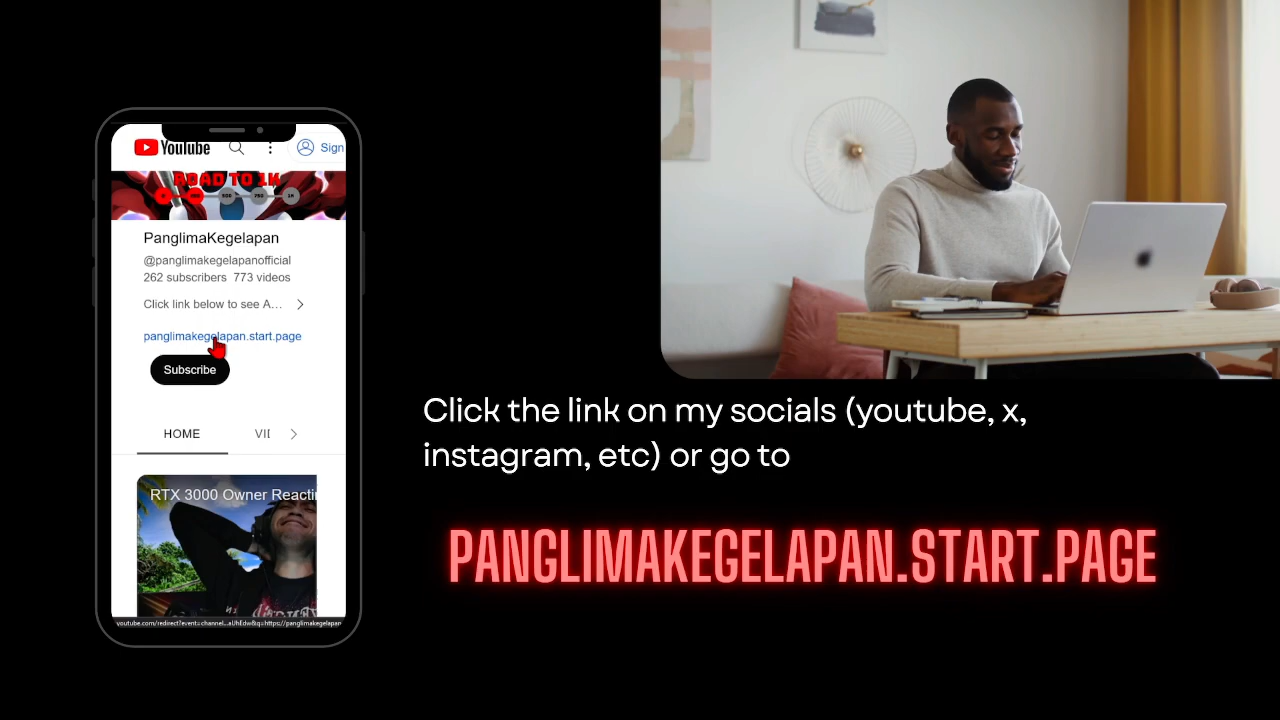 YouTube
Sign
ROAD TO 1K
PanglimaKegelapan
@panglimakegelapanofficial
262 subscribers 773 videos
Click link below to see A...
panglimakegelapan.start.page
Subscribe
HOME
RTX 3000 Owner Reactin
Click the link on my socials (youtube, x,
instagram, etc) or go to
PANGLIMAKEGELAPAN.START.PAGE